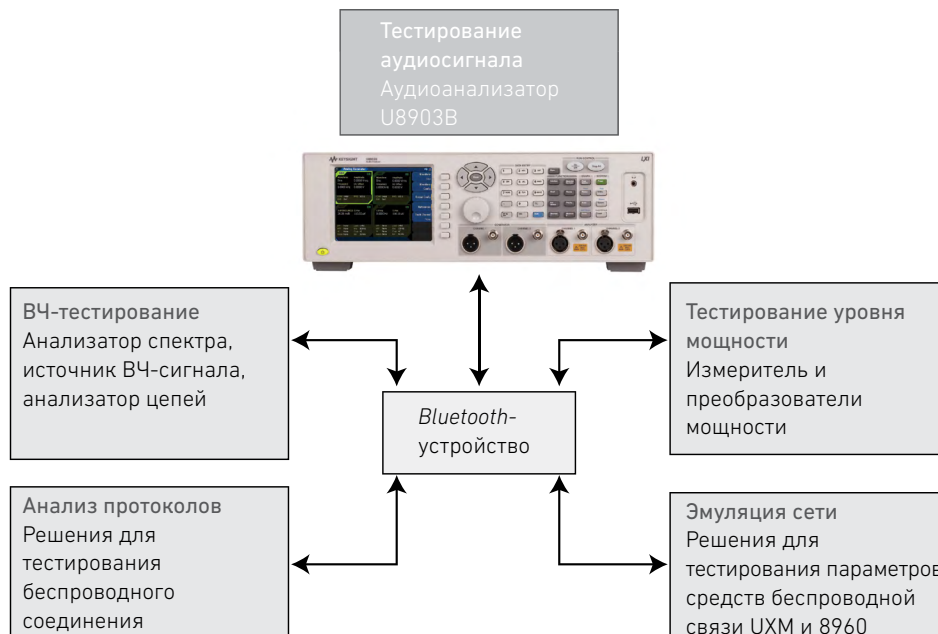 Тестирование
аудиосигнала
Аудиоанализатор
U8903B
KEYSIGHT
ВЧ-тестирование
Анализатор спектра,
источник ВЧ-сигнала,
анализатор цепей
Тестирование уровня
мощности
Измеритель и
преобразователи
мощности
Bluetooth-
устройство
Анализ протоколов
Решения для
тестирования
беспроводного
соединения
Эмуляция сети
Решения для
тестирования параметров
средств беспроводной
связи UXM и 8960